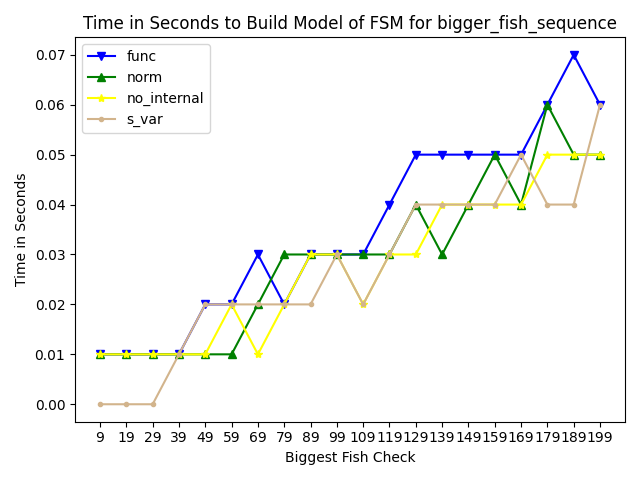 Time in Seconds to Build Model of FSM for bigger_fish_sequence
func
norm
no_internal
s_var
0.07
0.06
0.05
0.04
0.03
0.02
0.01
0.00
Time in Seconds
9 19 29 39 49 59 69 79 89 99 109 119 129 139 149 159 169 179 189 199
Biggest Fish Check